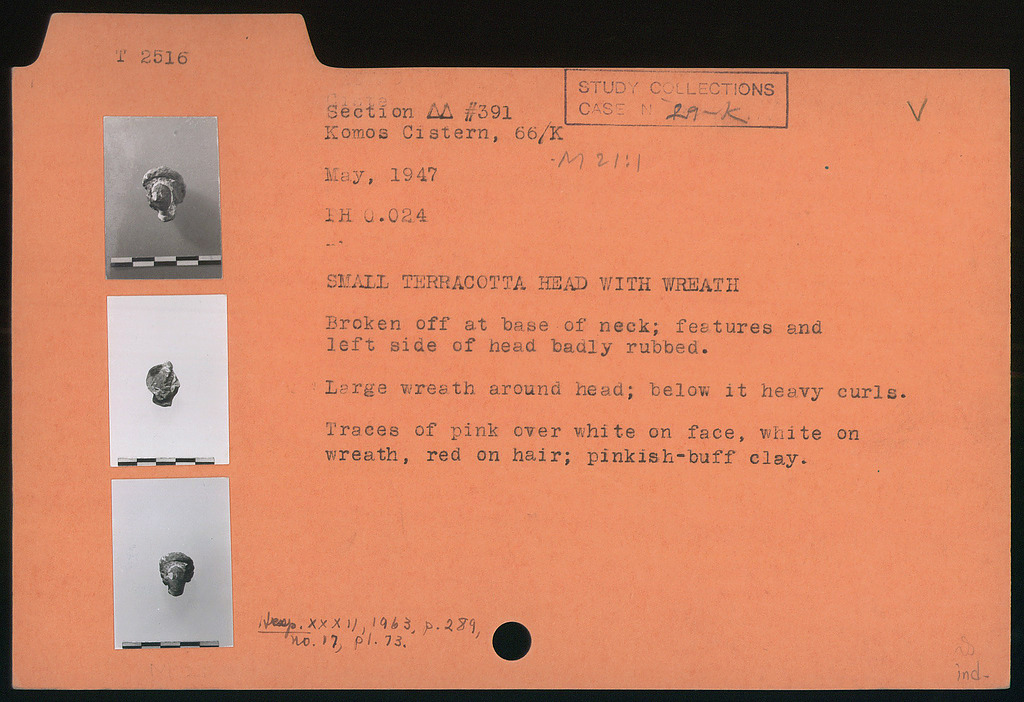 T 2516
STUDY COLLECTIONS
CASE N 29-K
V
Section ΔΔ #391
Komos Cistern, 66/K
-M 21:1
May, 1947
PH 0.024
SMALL TERRACOTTA HEAD WITH WREATH
Broken off at base of neck; features and
left side of head badly rubbed.
Large wreath around head; below it heavy curls.
Traces of pink over white on face, white on
wreath, red on hair; pinkish-buff clay.
Hesp. XXXII, 1963, p. 289,
no. 17, pl. 73.
ind-